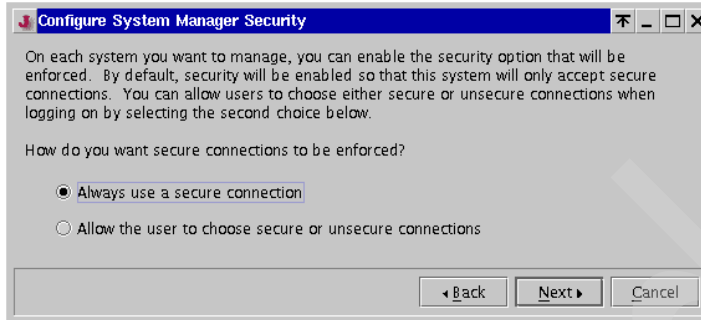 Configure System Manager Security
On each system you want to manage, you can enable the security option that will be
enforced. By default, security will be enabled so that this system will only accept secure
connections. You can allow users to choose either secure or unsecure connections when
logging on by selecting the second choice below.
How do you want secure connections to be enforced?
Always use a secure connection
Allow the user to choose secure or unsecure connections
Back Next Cancel